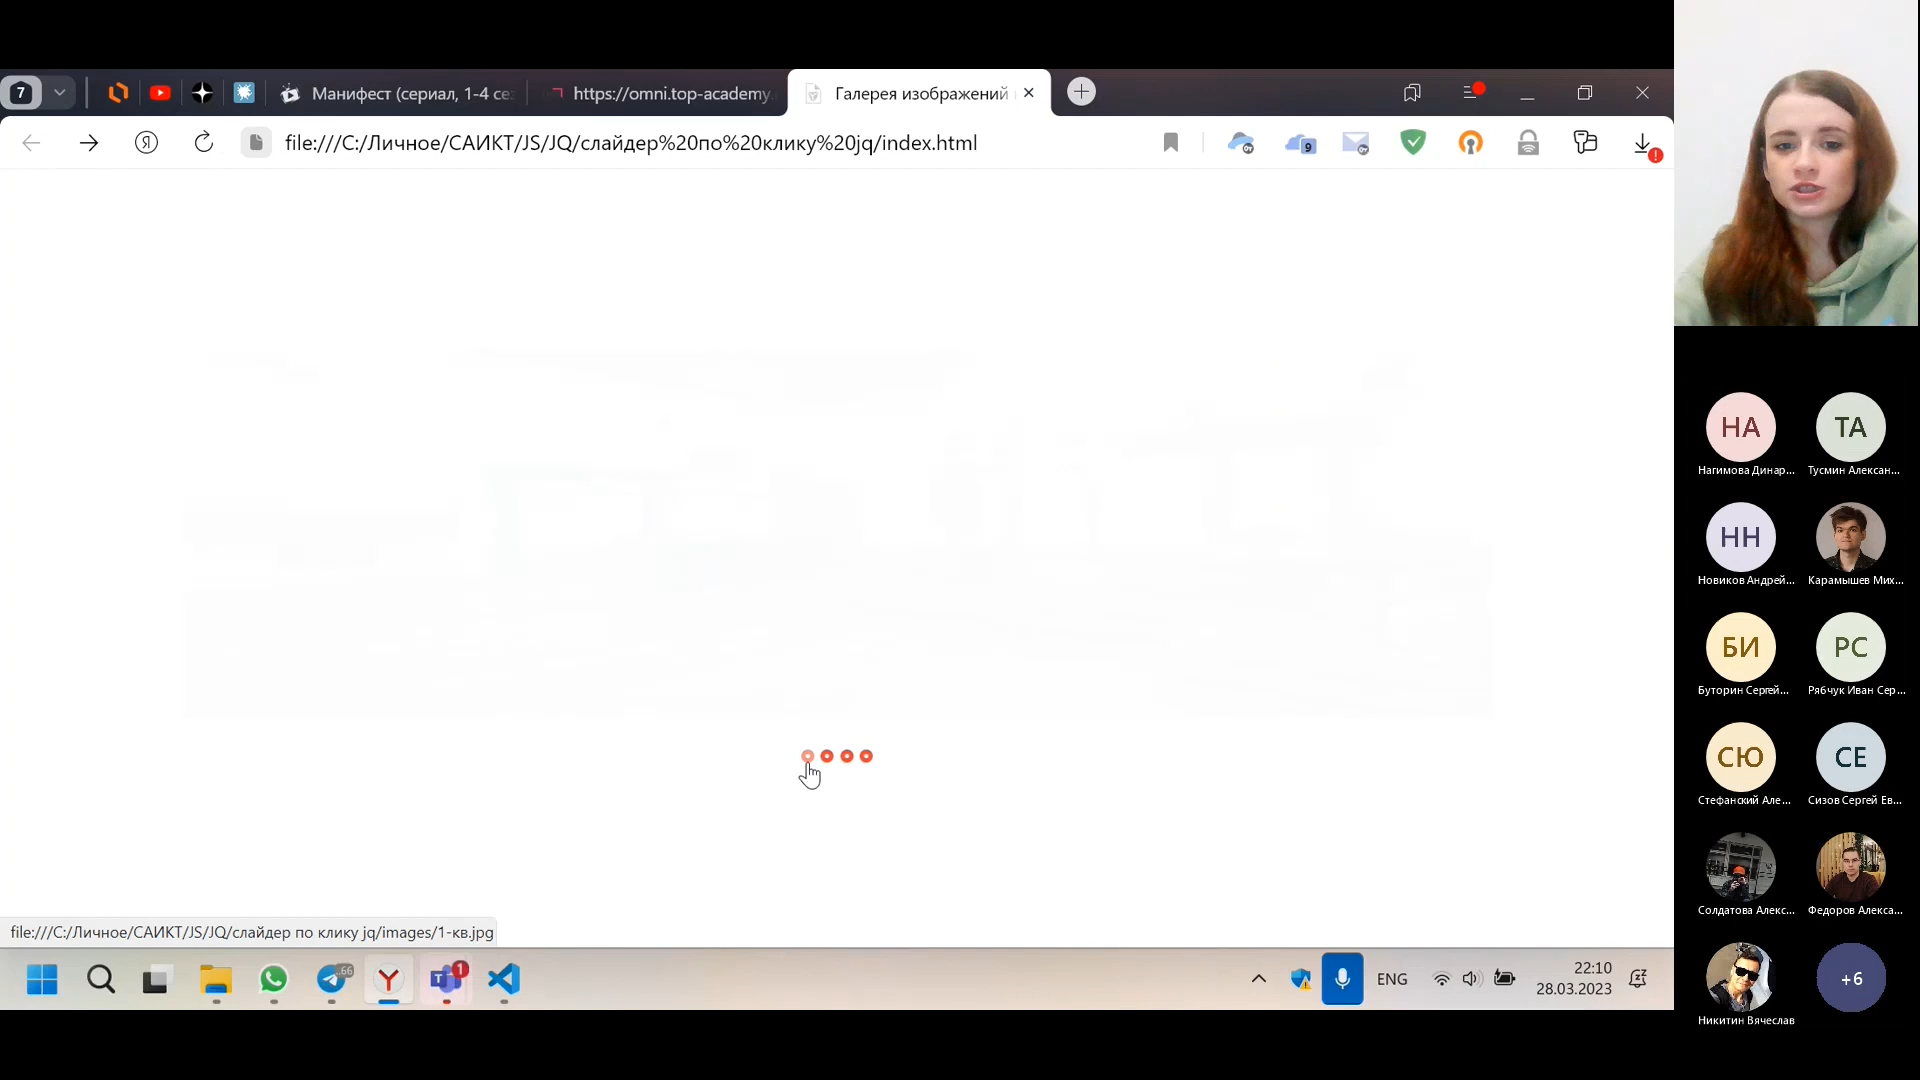 7
Манифест (сериал, 1-4 се
https://omni.top-academy.
Галерея изображений
file:///C:/Личное/САИКТ/JS/JQ/слайдер%20по%20клику%20jq/index.html
9
НА
ТА
Нагимова Динар...
Тусмин Алексан...
НН
Новиков Андрей...
Карамышев Мих...
БИ
РС
Буторин Сергей...
Рябчук Иван Сер...
СЮ
СЕ
Стефанский Але...
Сизов Сергей Ев...
Солдатова Алекс...
Федоров Алекса...
+6
Никитин Вячеслав
file:///C:/Личное/САИКТ/JS/JQ/слайдер по клику jq/images/1-кв.jpg
66
1
ENG
22:10
28.03.2023